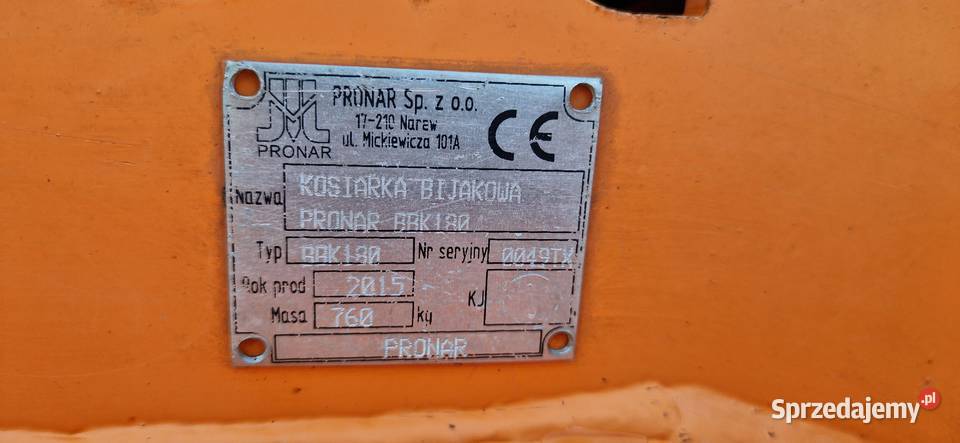 PRONAR Sp. z o.o.
17-210 Narew
ul. Mickiewicza 101A
PRONAR
CE
Nazwa KOSIARKA BIJAKOWA
PRONAR BBK180
Typ BBK180 Nr seryjny 0049TX
Rok prod 2015 KJ
Masa 760 kg
PRONAR
Sprzedajemy.pl